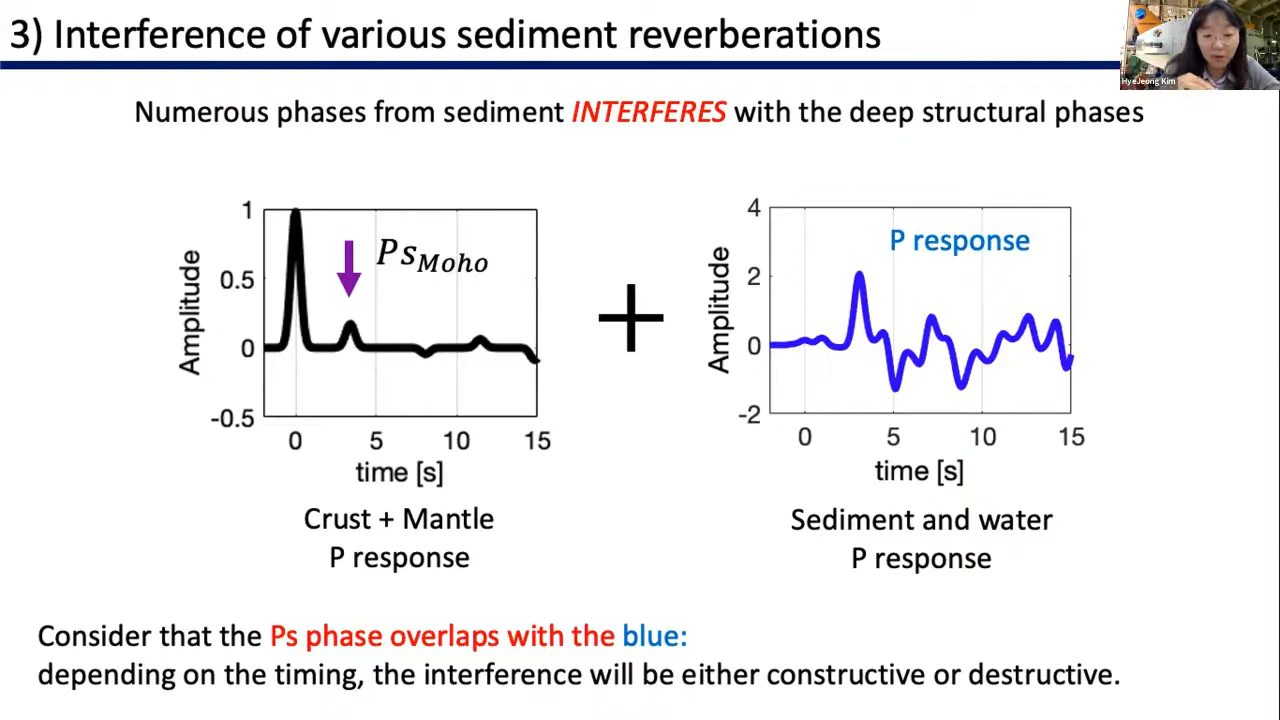 3) Interference of various sediment reverberations
HyeJeong Kim
Numerous phases from sediment INTERFERES with the deep structural phases
1
0.5
0
-0.5
Amplitude
Ps_Moho
0 5 10 15
time [s]
Crust + Mantle
P response
+
4
2
0
-2
Amplitude
P response
0 5 10 15
time [s]
Sediment and water
P response
Consider that the Ps phase overlaps with the blue:
depending on the timing, the interference will be either constructive or destructive.